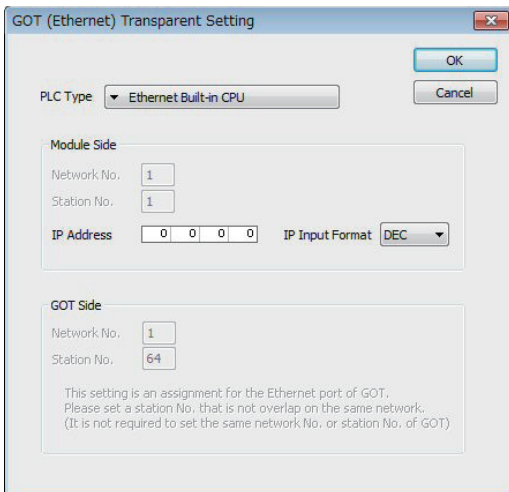 GOT (Ethernet) Transparent Setting
OK
PLC Type Ethernet Built-in CPU
Cancel
Module Side
Network No. 1
Station No. 1
IP Address 0 0 0 0 IP Input Format DEC
GOT Side
Network No. 1
Station No. 64
This setting is an assignment for the Ethernet port of GOT.
Please set a station No. that is not overlap on the same network.
(It is not required to set the same network No. or station No. of GOT)